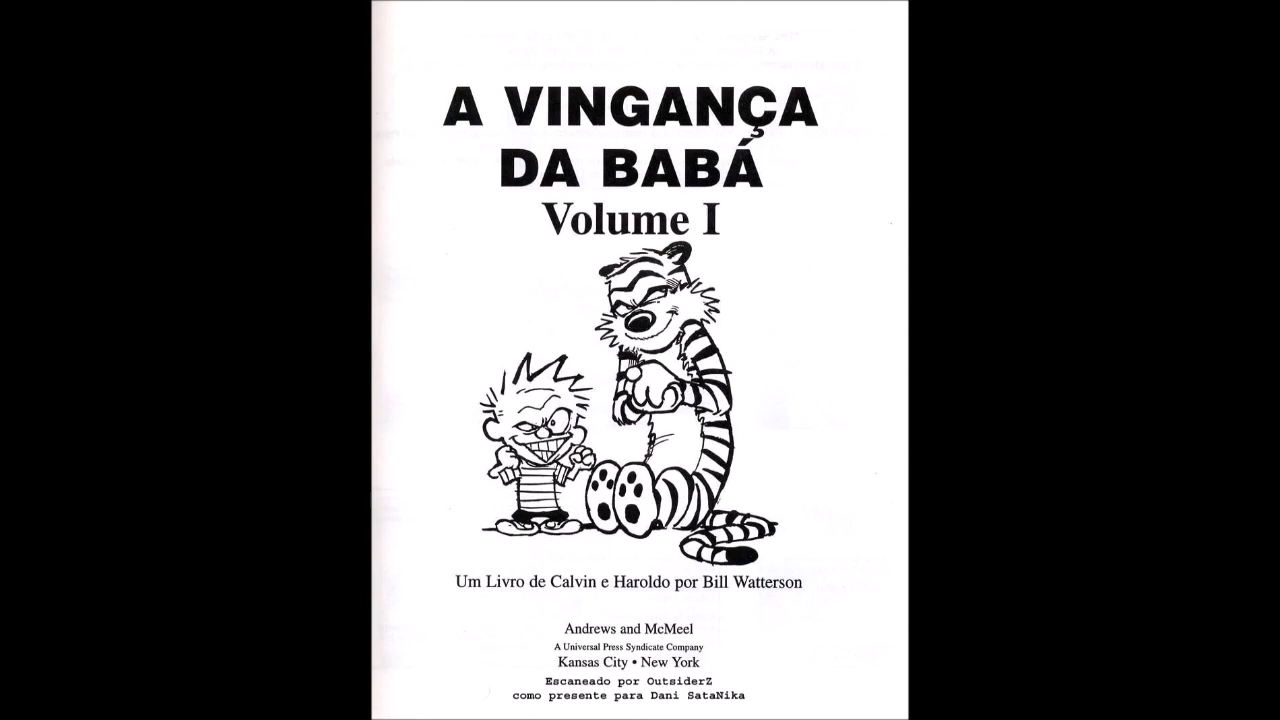 A VINGANÇA
DA BABÁ
Volume I
Um Livro de Calvin e Haroldo por Bill Watterson
Andrews and McMeel
A Universal Press Syndicate Company
Kansas City • New York
Escaneado por OutsiderZ
como presente para Dani SataNika